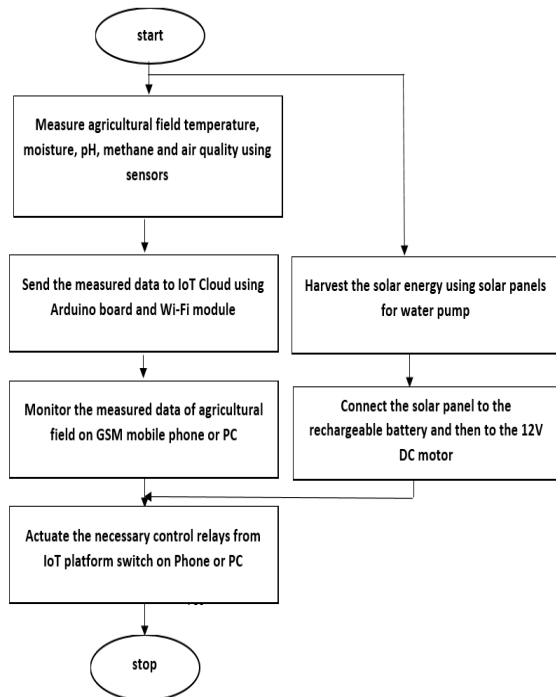 start
Measure agricultural field temperature,
moisture, pH, methane and air quality using
sensors
Send the measured data to IoT Cloud using
Arduino board and Wi-Fi module
Harvest the solar energy using solar panels
for water pump
Monitor the measured data of agricultural
field on GSM mobile phone or PC
Connect the solar panel to the
rechargeable battery and then to the 12V
DC motor
Actuate the necessary control relays from
IoT platform switch on Phone or PC
stop